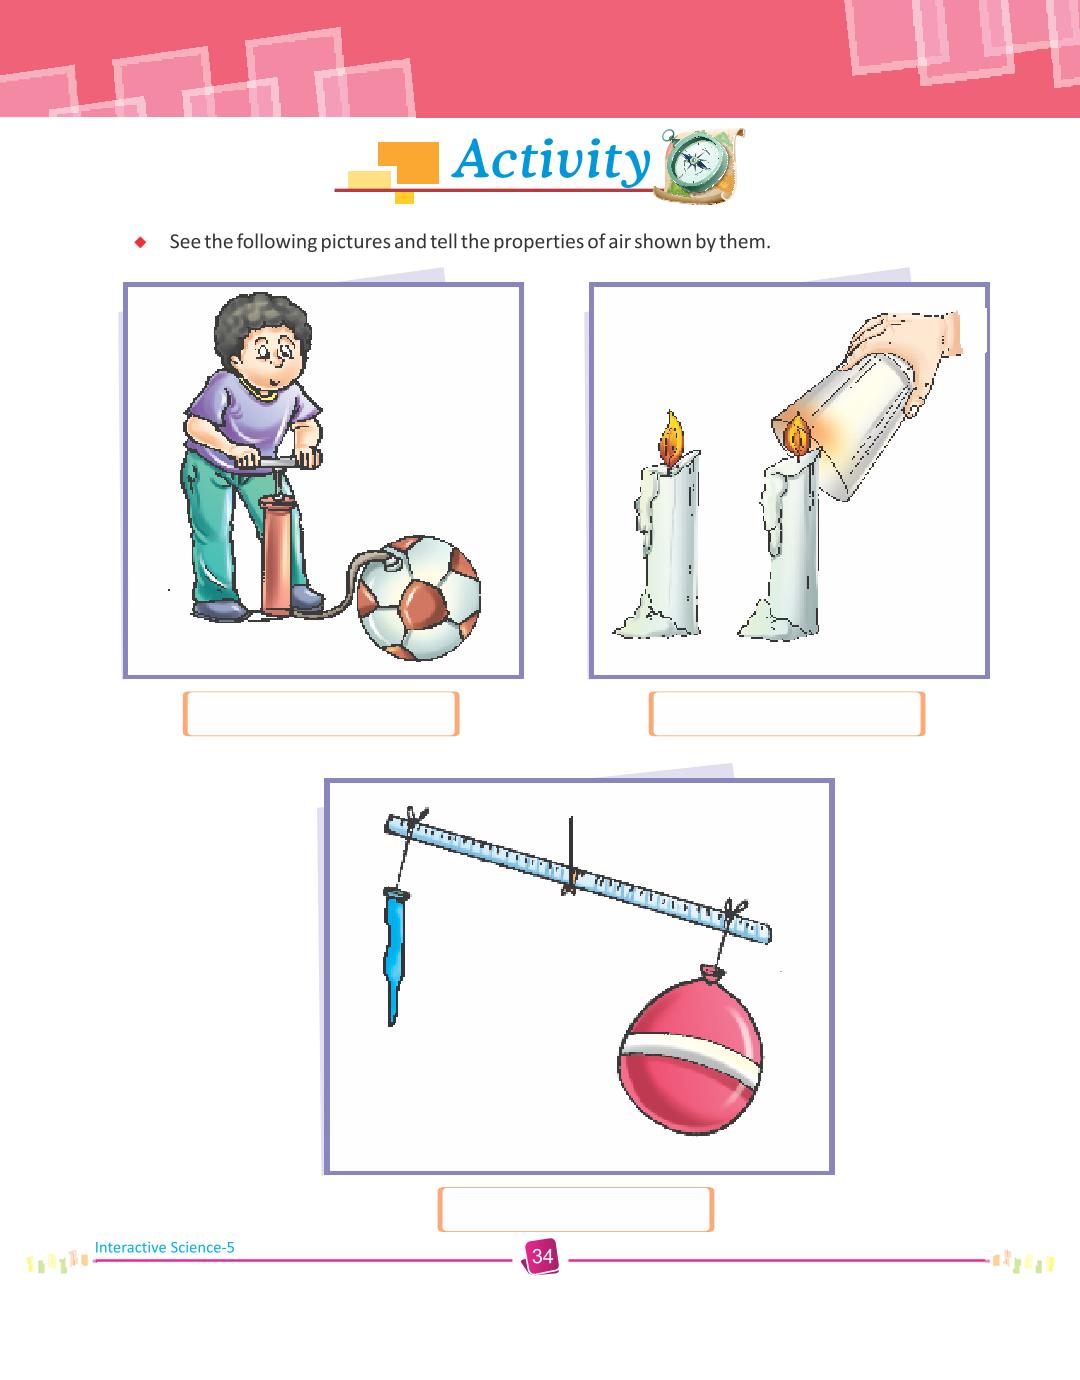 Activity
See the following pictures and tell the properties of air shown by them.
Interactive Science-5
34